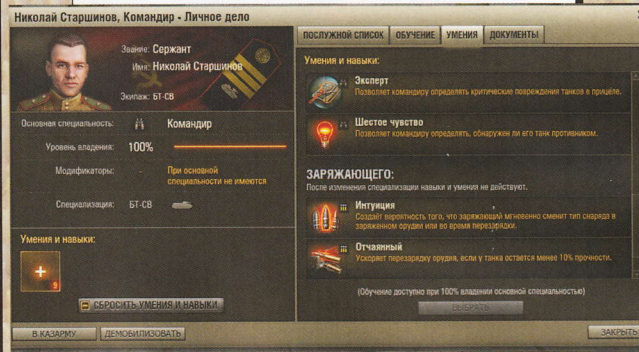 Николай Старшинов, Командир - Личное дело
Звание: Сержант
Имя: Николай Старшинов
Экипаж: БТ-СВ
Основная специальность: Командир
Уровень владения: 100%
Модификаторы: При основной
специальности не имеются
Специализация: БТ-СВ
Умения и навыки:
+
9
СБРОСИТЬ УМЕНИЯ И НАВЫКИ
В КАЗАРМУ ДЕМОБИЛИЗОВАТЬ
ПОСЛУЖНОЙ СПИСОК ОБУЧЕНИЕ УМЕНИЯ ДОКУМЕНТЫ
Умения и навыки:
Эксперт
Позволяет командиру определять критические повреждения танков в прицеле.
Шестое чувство
Позволяет командиру определять, обнаружен ли его танк противником.
ЗАРЯЖАЮЩЕГО:
После изменения специализации навыки и умения не действуют.
Интуиция
Создаёт вероятность того, что заряжающий мгновенно сменит тип снаряда в
заряженном орудии или во время перезарядки.
Отчаянный
Ускоряет перезарядку орудия, если у танка остается менее 10% прочности.
(Обучение доступно при 100% владении основной специальностью)
ВЫБРАТЬ
ЗАКРЫТЬ